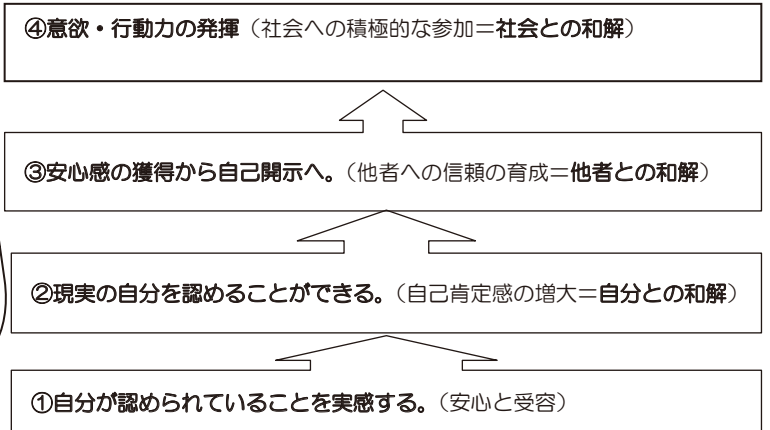 ④意欲・行動力の発揮（社会への積極的な参加＝社会との和解）
③安心感の獲得から自己開示へ。（他者への信頼の育成＝他者との和解）
②現実の自分を認めることができる。（自己肯定感の増大＝自分との和解）
①自分が認められていることを実感する。（安心と受容）